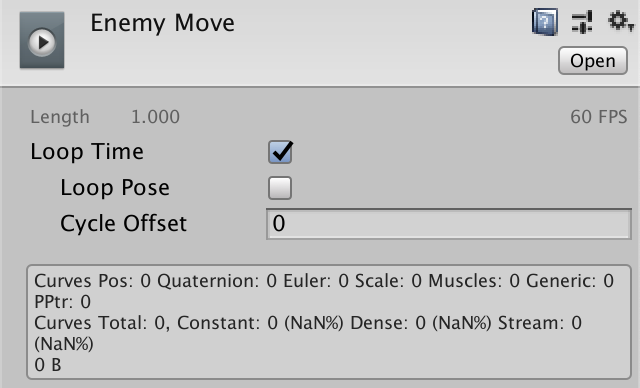 Enemy Move
Open
Length 1.000 60 FPS
Loop Time
Loop Pose
Cycle Offset 0
Curves Pos: 0 Quaternion: 0 Euler: 0 Scale: 0 Muscles: 0 Generic: 0
PPtr: 0
Curves Total: 0, Constant: 0 (NaN%) Dense: 0 (NaN%) Stream: 0
(NaN%)
0 B